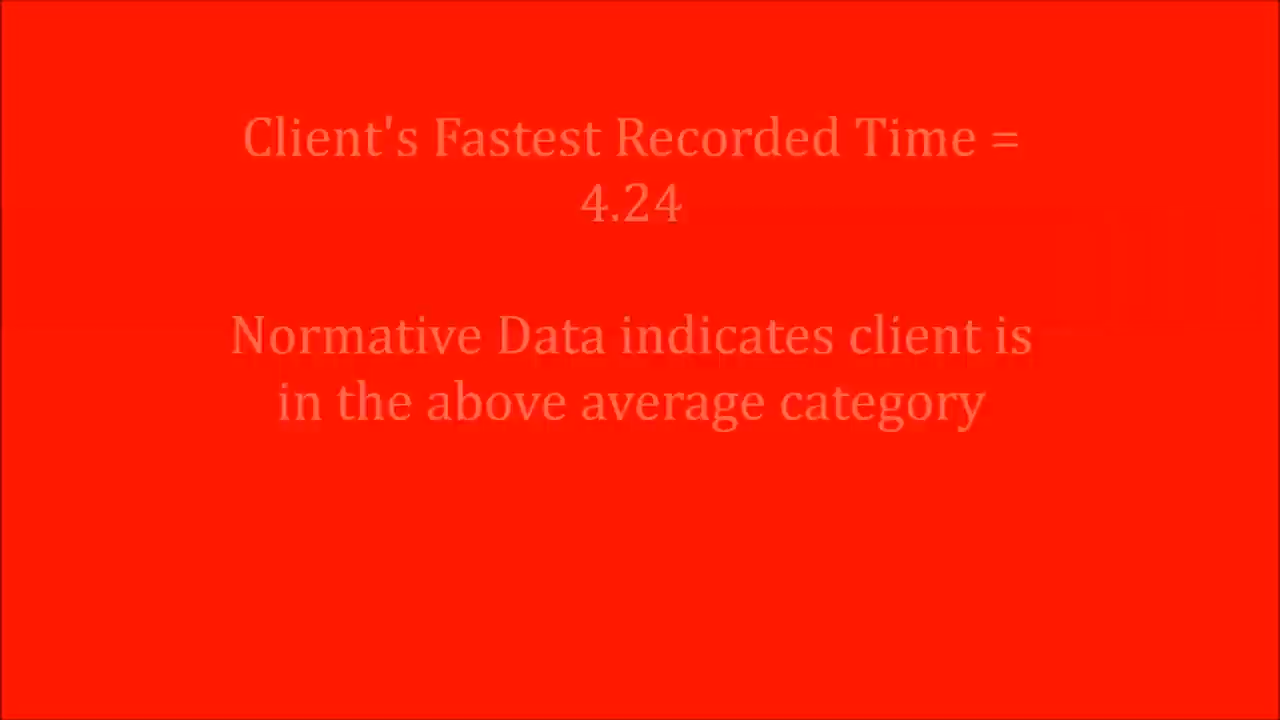 Client's Fastest Recorded Time =
4.24
Normative Data indicates client is
in the above average category